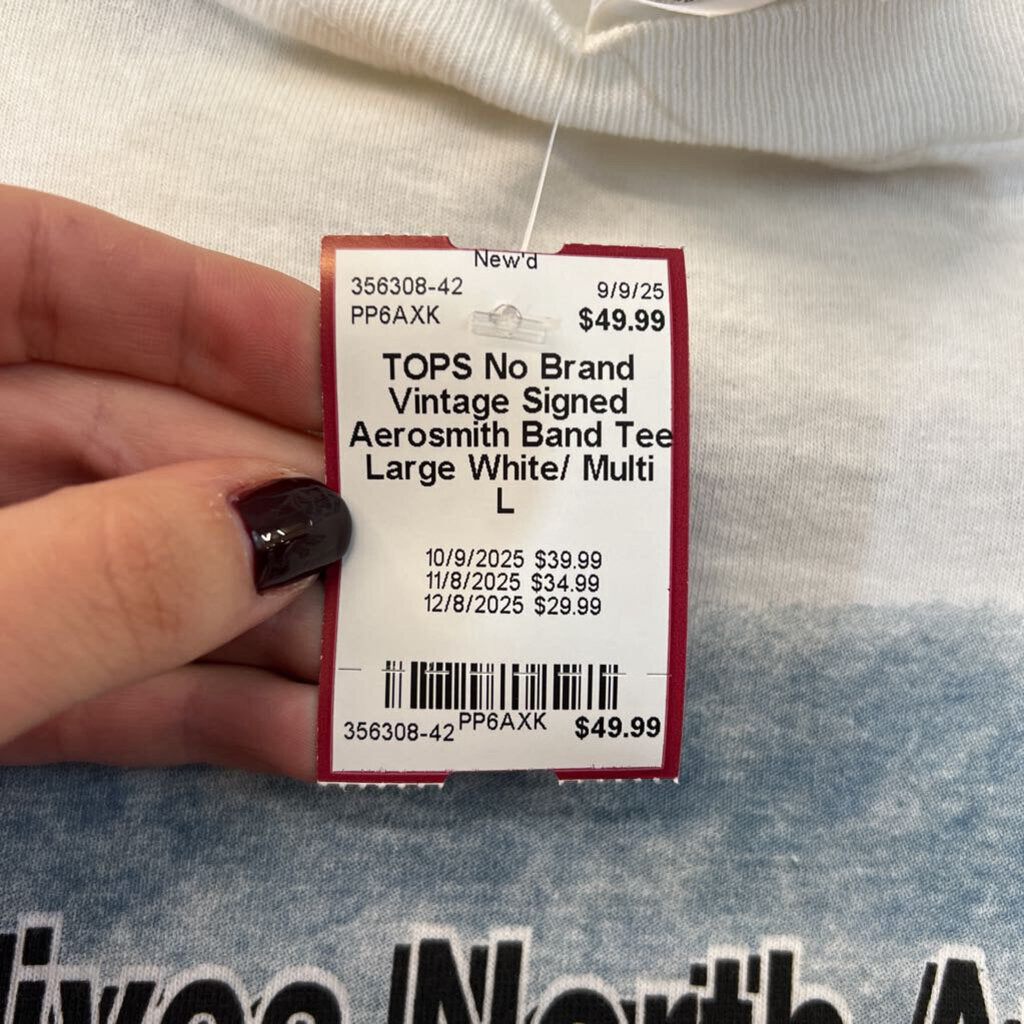 New'd
356308-42 9/9/25
PP6AXK $49.99
TOPS No Brand
Vintage Signed
Aerosmith Band Tee
Large White/ Multi
L
10/9/2025 $39.99
11/8/2025 $34.99
12/8/2025 $29.99
356308-42 PP6AXK $49.99
North